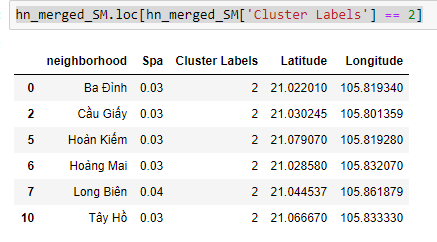 hn_merged_SM.loc[hn_merged_SM['Cluster Labels'] == 2]
neighborhood Spa Cluster Labels Latitude Longitude
0 Ba Đình 0.03 2 21.022010 105.819340
2 Cầu Giấy 0.03 2 21.030245 105.801359
5 Hoàn Kiếm 0.03 2 21.079070 105.819280
6 Hoàng Mai 0.03 2 21.028580 105.832070
7 Long Biên 0.04 2 21.044537 105.861879
10 Tây Hồ 0.03 2 21.066670 105.833330